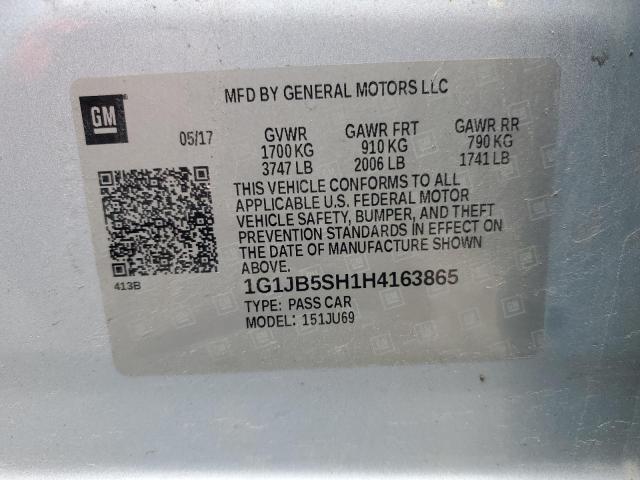 MFD BY GENERAL MOTORS LLC
GM
05/17 GVWR GAWR FRT GAWR RR
1700 KG 910 KG 790 KG
3747 LB 2006 LB 1741 LB
THIS VEHICLE CONFORMS TO ALL
APPLICABLE U.S. FEDERAL MOTOR
VEHICLE SAFETY, BUMPER, AND THEFT
PREVENTION STANDARDS IN EFFECT ON
THE DATE OF MANUFACTURE SHOWN
ABOVE.
413B
1G1JB5SH1H4163865
TYPE: PASS CAR
MODEL: 151JU69